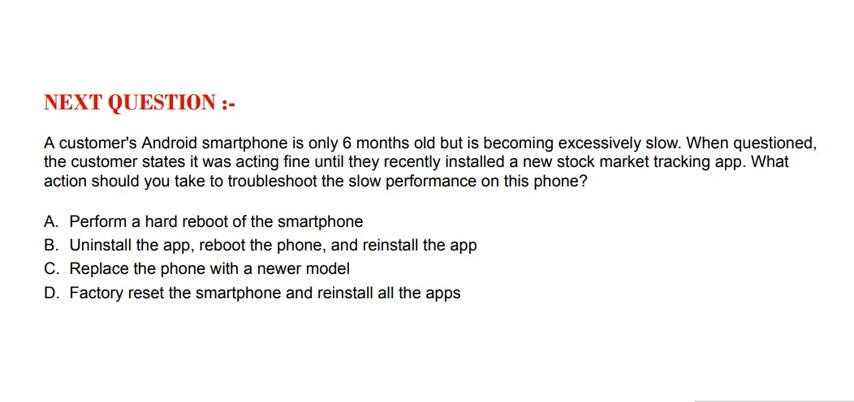 NEXT QUESTION :-
A customer's Android smartphone is only 6 months old but is becoming excessively slow. When questioned,
the customer states it was acting fine until they recently installed a new stock market tracking app. What
action should you take to troubleshoot the slow performance on this phone?
A. Perform a hard reboot of the smartphone
B. Uninstall the app, reboot the phone, and reinstall the app
C. Replace the phone with a newer model
D. Factory reset the smartphone and reinstall all the apps